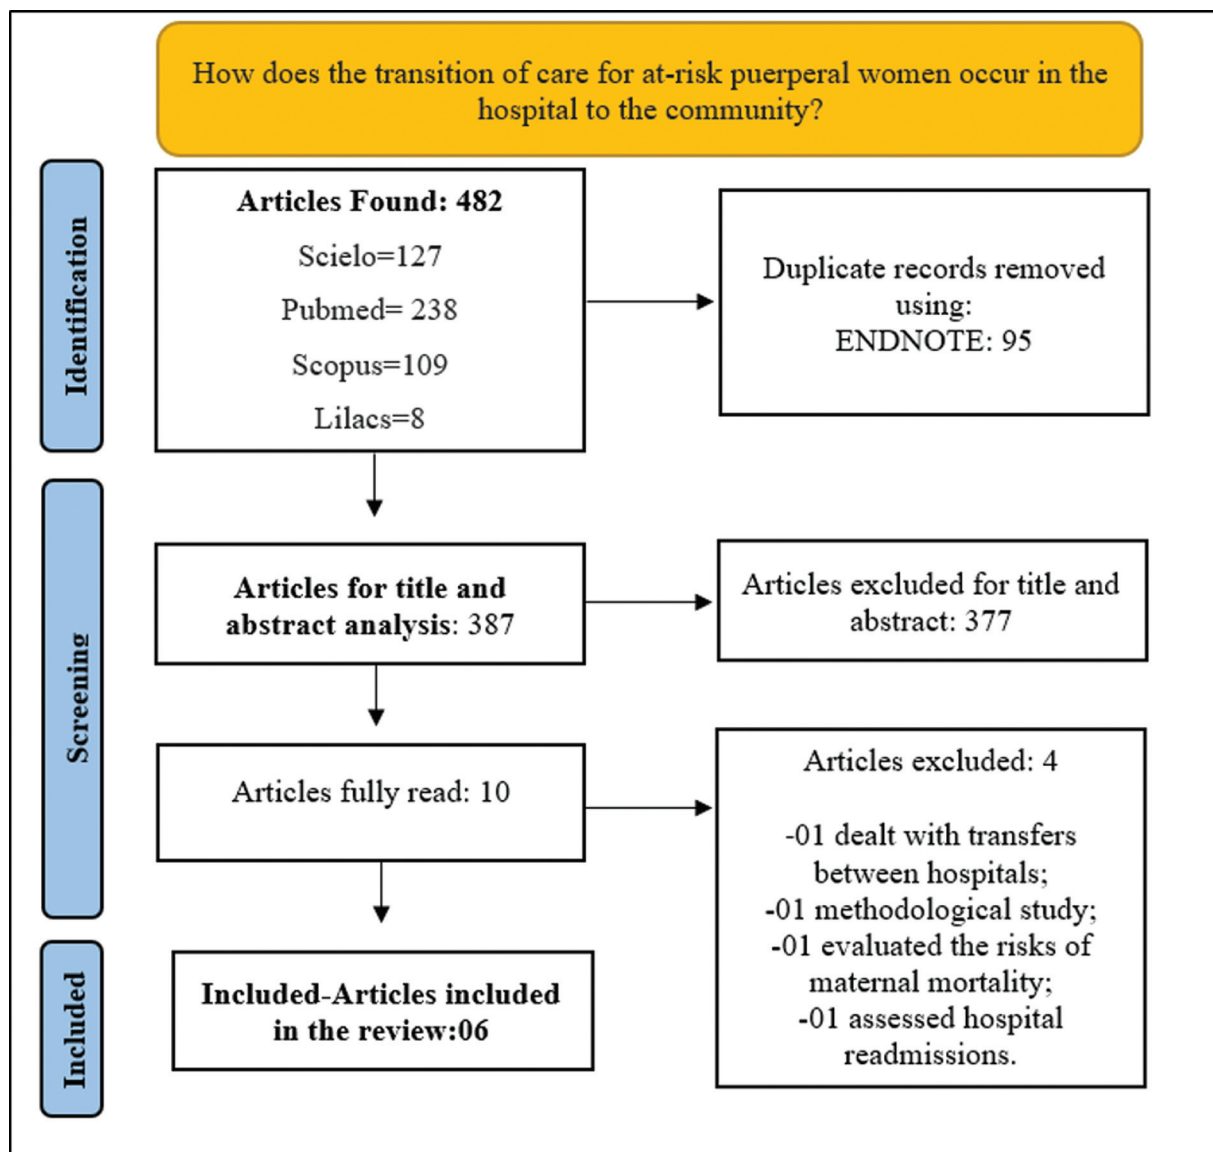 How does the transition of care for at-risk puerperal women occur in the
hospital to the community?
Identification
Articles Found: 482
Scielo=127
Pubmed= 238
Scopus=109
Lilacs=8
Duplicate records removed
using:
ENDNOTE: 95
Screening
Articles for title and
abstract analysis: 387
Articles excluded for title and
abstract: 377
Articles fully read: 10
Articles excluded: 4
-01 dealt with transfers
between hospitals;
-01 methodological study;
-01 evaluated the risks of
maternal mortality;
-01 assessed hospital
readmissions.
Included
Included-Articles included
in the review:06